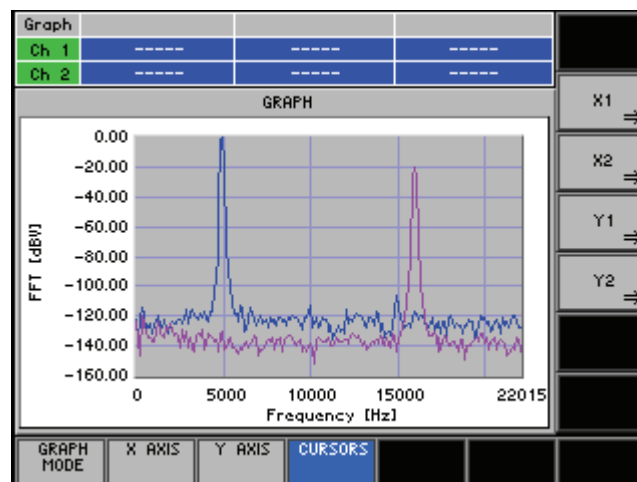 Graph
Ch 1 ----- ----- -----
Ch 2 ----- ----- -----
GRAPH
X1 ⇒
X2 ⇒
Y1 ⇒
Y2 ⇒
0.00
-20.00
-40.00
-60.00
-80.00
-100.00
-120.00
-140.00
-160.00
FFT [dBV]
0 5000 10000 15000 22015
Frequency [Hz]
GRAPH MODE
X AXIS
Y AXIS
CURSORS